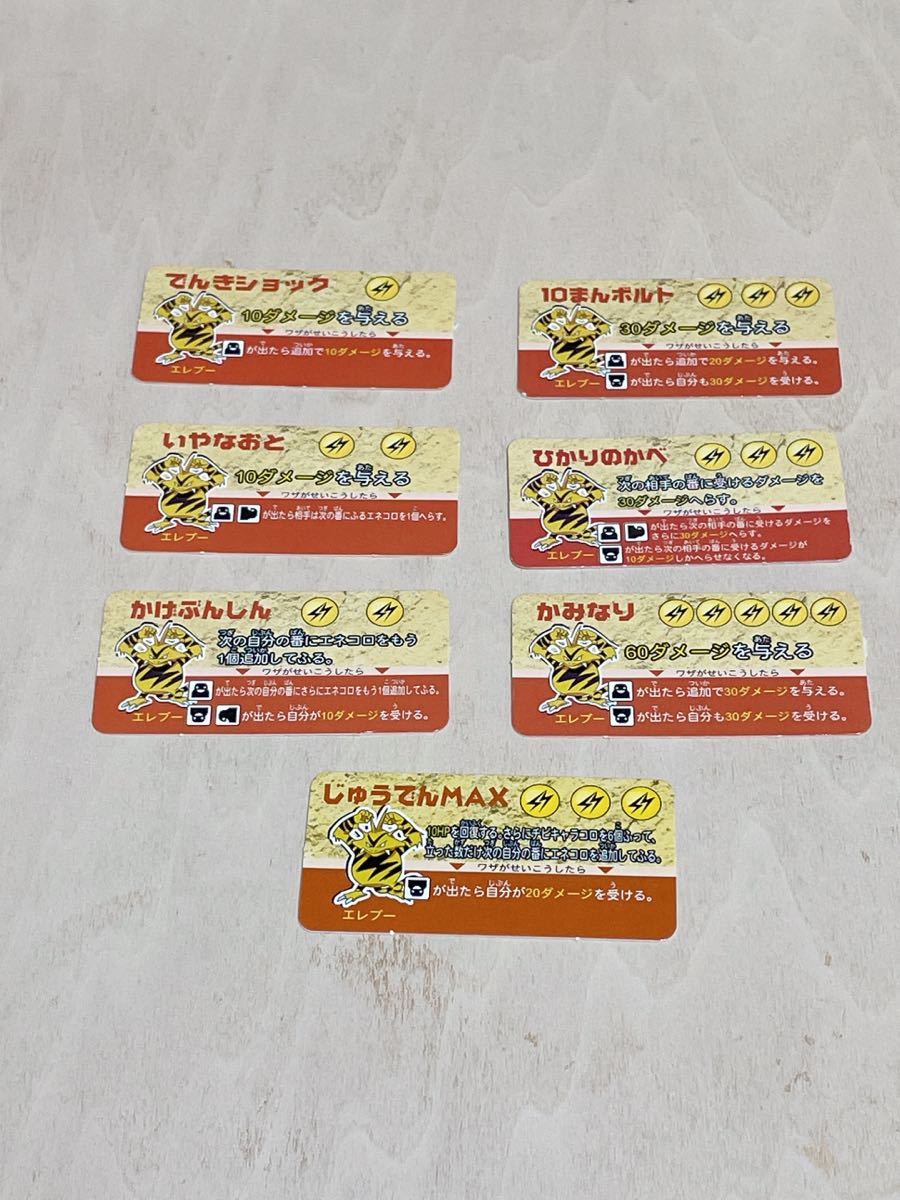 でんきショック
10ダメージを与える
ワザがせいこうしたら
が出たら追加で10ダメージを与える。
エレブー
10まんボルト
30ダメージを与える
ワザがせいこうしたら
が出たら追加で20ダメージを与える。
が出たら自分も30ダメージを受ける。
エレブー
いやなおと
10ダメージを与える
ワザがせいこうしたら
が出たら相手は次の番にふるエネコロを1個へらす。
エレブー
ひかりのかべ
次の相手の番に受けるダメージを
30ダメージへらす。
ワザがせいこうしたら
が出たら次の相手の番に受けるダメージを
さらに30ダメージへらす。
が出たら次の相手の番に受けるダメージが
10ダメージしかへらせなくなる。
エレブー
かげぶんしん
次の自分の番にエネコロをもう
1個追加してふる。
ワザがせいこうしたら
が出たら次の自分の番にさらにエネコロをもう1個追加してふる。
が出たら自分が10ダメージを受ける。
エレブー
かみなり
60ダメージを与える
ワザがせいこうしたら
が出たら追加で30ダメージを与える。
が出たら自分も30ダメージを受ける。
エレブー
じゅうでんMAX
10HPを回復する。さらにチビキャラコロを6個ふって、
立った数だけ次の自分の番にエネコロを追加してふる。
ワザがせいこうしたら
が出たら自分が20ダメージを受ける。
エレブー